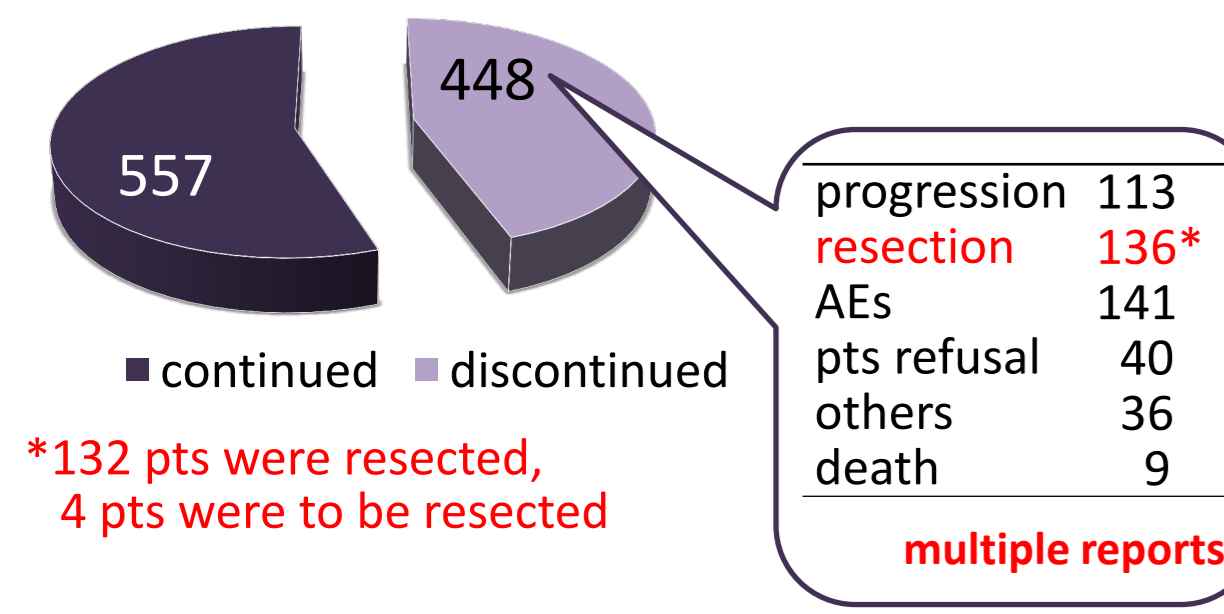 557
448
continued discontinued
*132 pts were resected,
4 pts were to be resected
progression 113
resection 136*
AEs 141
pts refusal 40
others 36
death 9
multiple reports